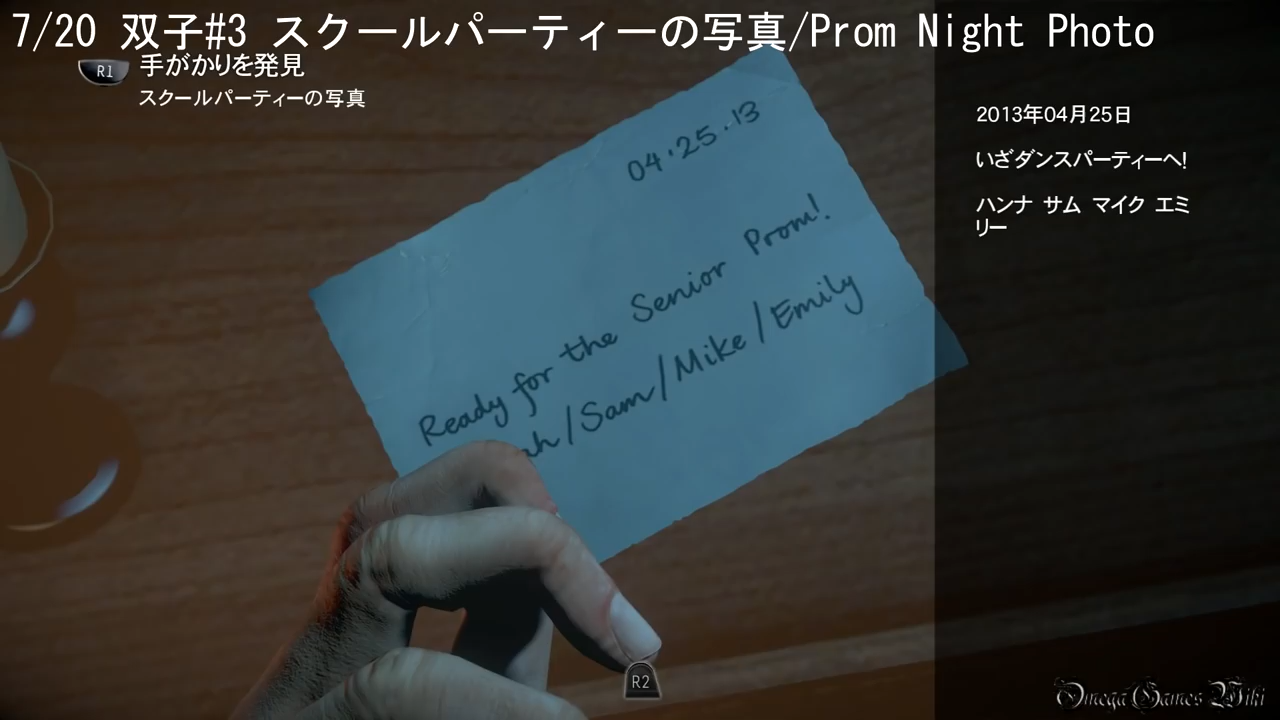 7/20 双子#3 スクールパーティーの写真/Prom Night Photo
R1 手がかりを発見
スクールパーティーの写真
2013年04月25日
いざダンスパーティーへ!
ハンナ サム マイク エミ
リー
04.25.13
Ready for the Senior Prom!
ah/Sam/Mike/Emily
R2
Omega Games Wiki